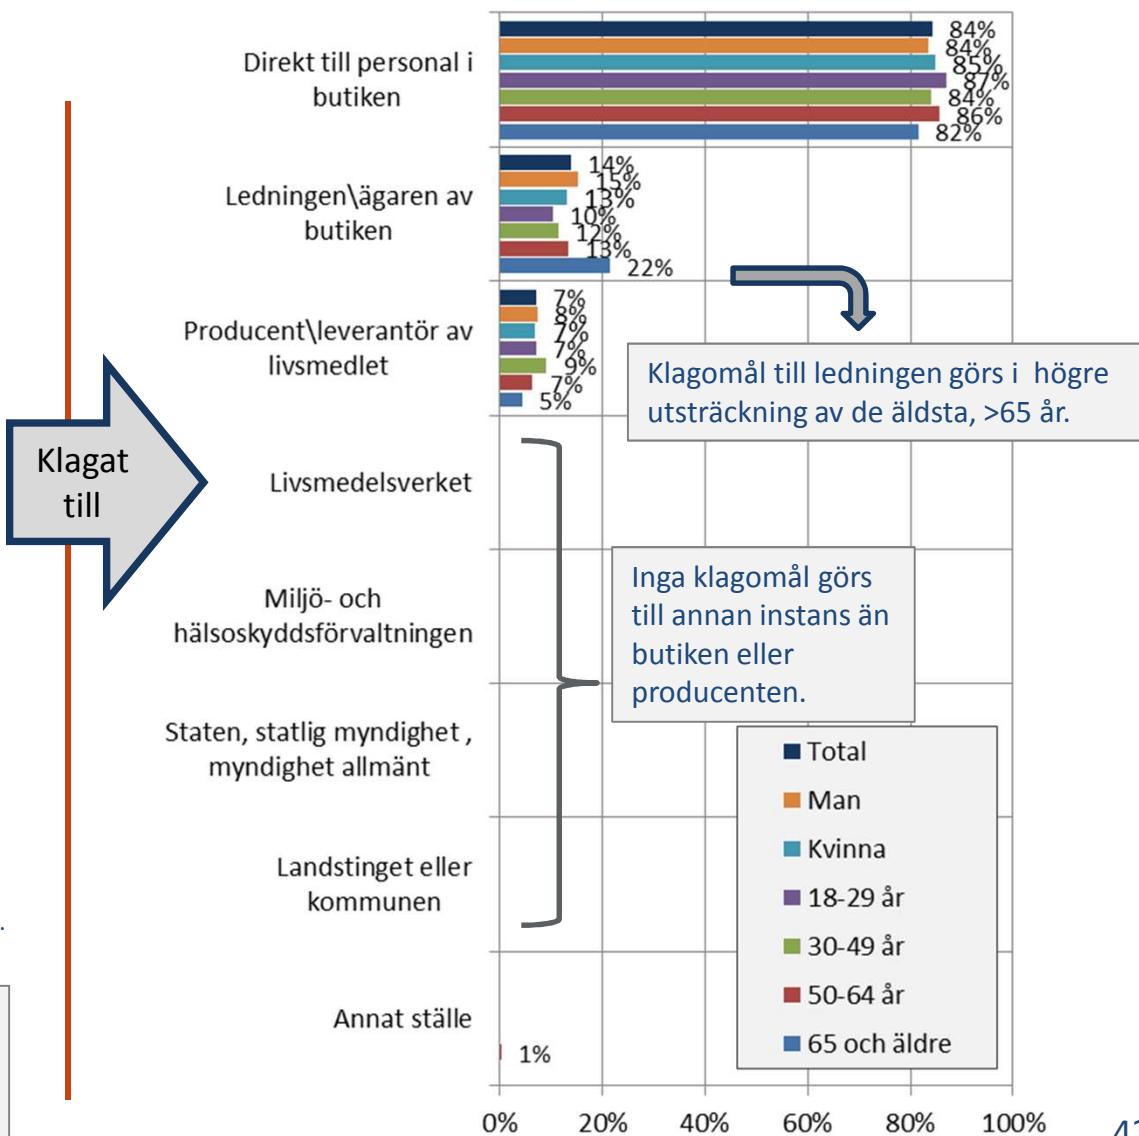 Direkt till personal i
butiken
84%
84%
85%
87%
84%
86%
82%
Ledningen\ägaren av
butiken
14%
15%
13%
10%
12%
13%
22%
Producent\leverantör av
livsmedlet
7%
8%
7%
7%
9%
7%
5%
Klagomål till ledningen görs i högre
utsträckning av de äldsta, >65 år.
Klagat
till
Livsmedelsverket
Miljö- och
hälsoskyddsförvaltningen
Inga klagomål görs
till annan instans än
butiken eller
producenten.
Staten, statlig myndighet ,
myndighet allmänt
Landstinget eller
kommunen
Annat ställe
1%
Total
Man
Kvinna
18-29 år
30-49 år
50-64 år
65 och äldre
0% 20% 40% 60% 80% 100%